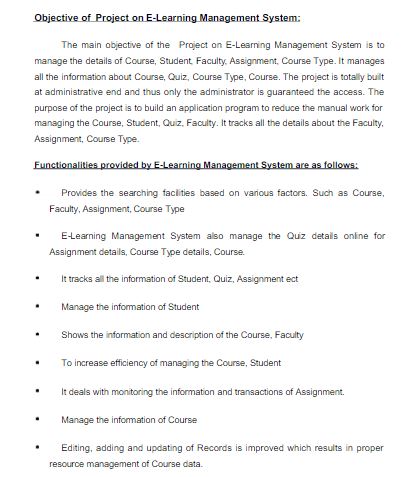 Objective of Project on E-Learning Management System:
The main objective of the Project on E-Learning Management System is to
manage the details of Course, Student, Faculty, Assignment, Course Type. It manages
all the information about Course, Quiz, Course Type, Course. The project is totally built
at administrative end and thus only the administrator is guaranteed the access. The
purpose of the project is to build an application program to reduce the manual work for
managing the Course, Student, Quiz, Faculty. It tracks all the details about the Faculty,
Assignment, Course Type.
Functionalities provided by E-Learning Management System are as follows:
• Provides the searching facilities based on various factors. Such as Course,
Faculty, Assignment, Course Type
• E-Learning Management System also manage the Quiz details online for
Assignment details, Course Type details, Course.
• It tracks all the information of Student, Quiz, Assignment ect
• Manage the information of Student
• Shows the information and description of the Course, Faculty
• To increase efficiency of managing the Course, Student
• It deals with monitoring the information and transactions of Assignment.
• Manage the information of Course
• Editing, adding and updating of Records is improved which results in proper
resource management of Course data.